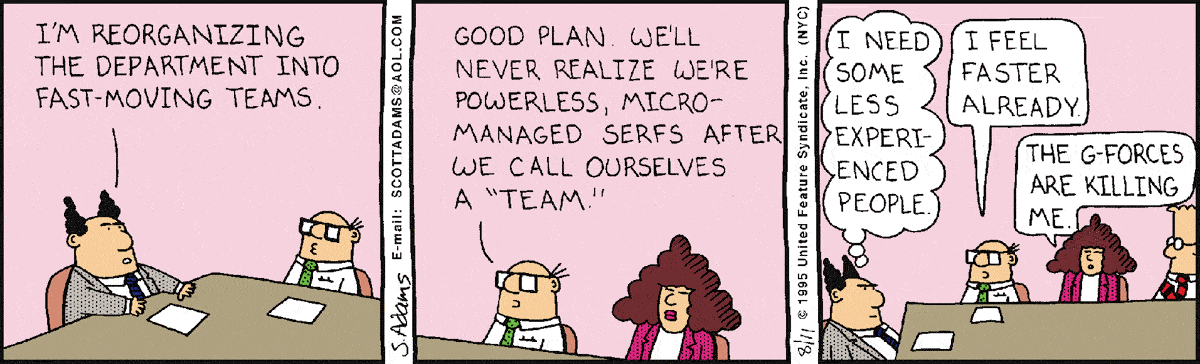 I'M REORGANIZING
THE DEPARTMENT INTO
FAST-MOVING TEAMS.
S. Adams
E-mail: SCOTTADAMS@AOL.COM
GOOD PLAN. WE'LL
NEVER REALIZE WE'RE
POWERLESS, MICRO-
MANAGED SERFS AFTER
WE CALL OURSELVES
A "TEAM."
8/11 © 1995 United Feature Syndicate, Inc. (NYC)
I NEED
SOME
LESS
EXPERI-
ENCED
PEOPLE.
I FEEL
FASTER
ALREADY.
THE G-FORCES
ARE KILLING
ME.